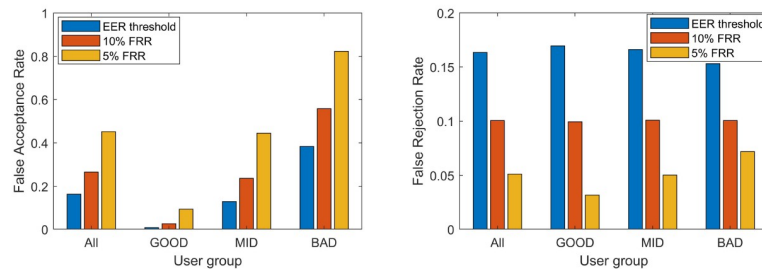 EER threshold
10% FRR
5% FRR
False Acceptance Rate
1
0.8
0.6
0.4
0.2
0
All GOOD MID BAD
User group
EER threshold
10% FRR
5% FRR
False Rejection Rate
0.2
0.15
0.1
0.05
0
All GOOD MID BAD
User group